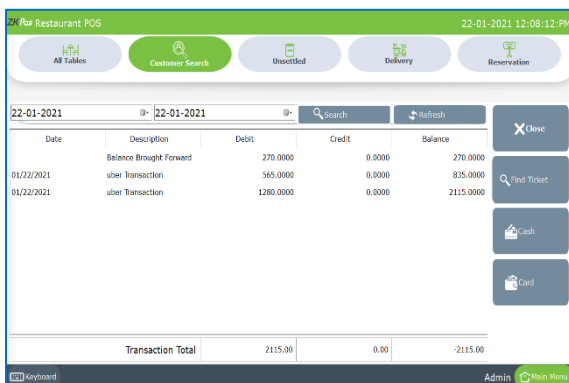 ZKPos Restaurant POS 22-01-2021 12:08:12:PM
All Tables Customer Search Unsettled Delivery Reservation
22-01-2021 22-01-2021 Search Refresh
Close
Date Description Debit Credit Balance
Balance Brought Forward 270.0000 0.0000 270.0000
01/22/2021 uber Transaction 565.0000 0.0000 835.0000
Find Ticket
01/22/2021 uber Transaction 1280.0000 0.0000 2115.0000
Cash
Card
Transaction Total 2115.00 0.00 -2115.00
Keyboard Admin Main Menu